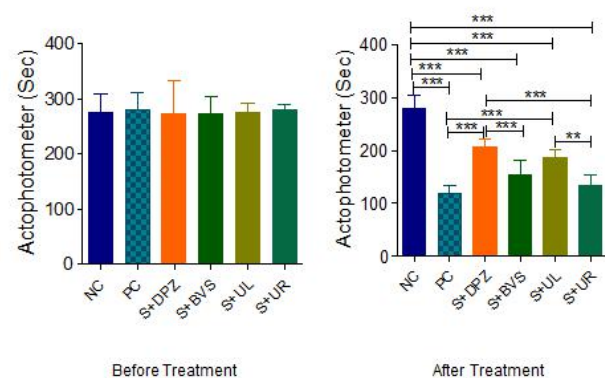 Actophotometer (Sec)
400
300
200
100
0
NC
PC
S+DPZ
S+BVS
S+UL
S+UR
Before Treatment
Actophotometer (Sec)
400
300
200
100
0
***
***
***
***
***
***
***
***
***
**
NC
PC
S+DPZ
S+BVS
S+UL
S+UR
After Treatment